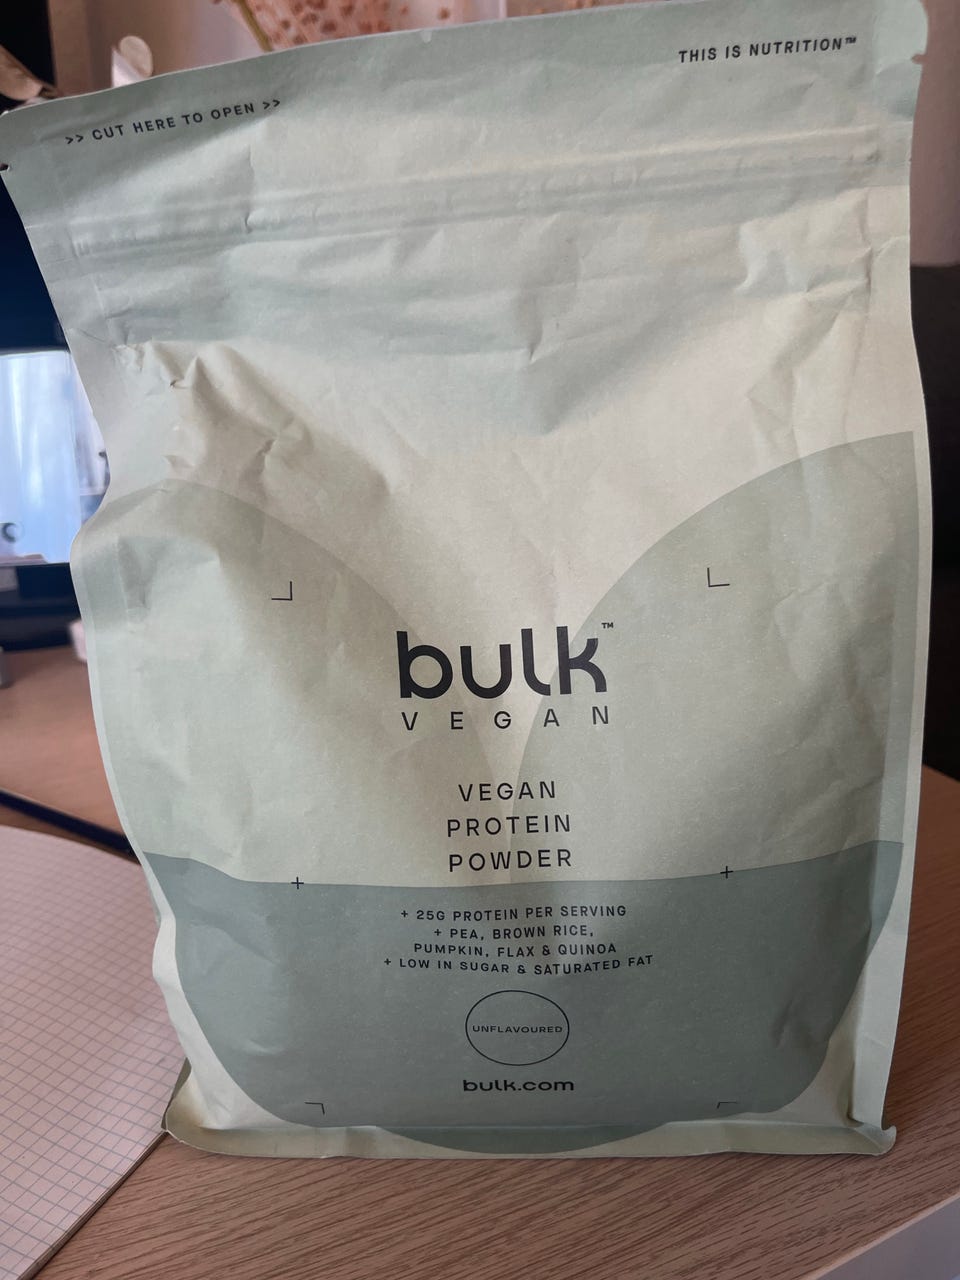 THIS IS NUTRITION™
>> CUT HERE TO OPEN >>
bulk™
VEGAN
VEGAN
PROTEIN
POWDER
+ 25G PROTEIN PER SERVING
+ PEA, BROWN RICE,
PUMPKIN, FLAX & QUINOA
+ LOW IN SUGAR & SATURATED FAT
UNFLAVOURED
bulk.com